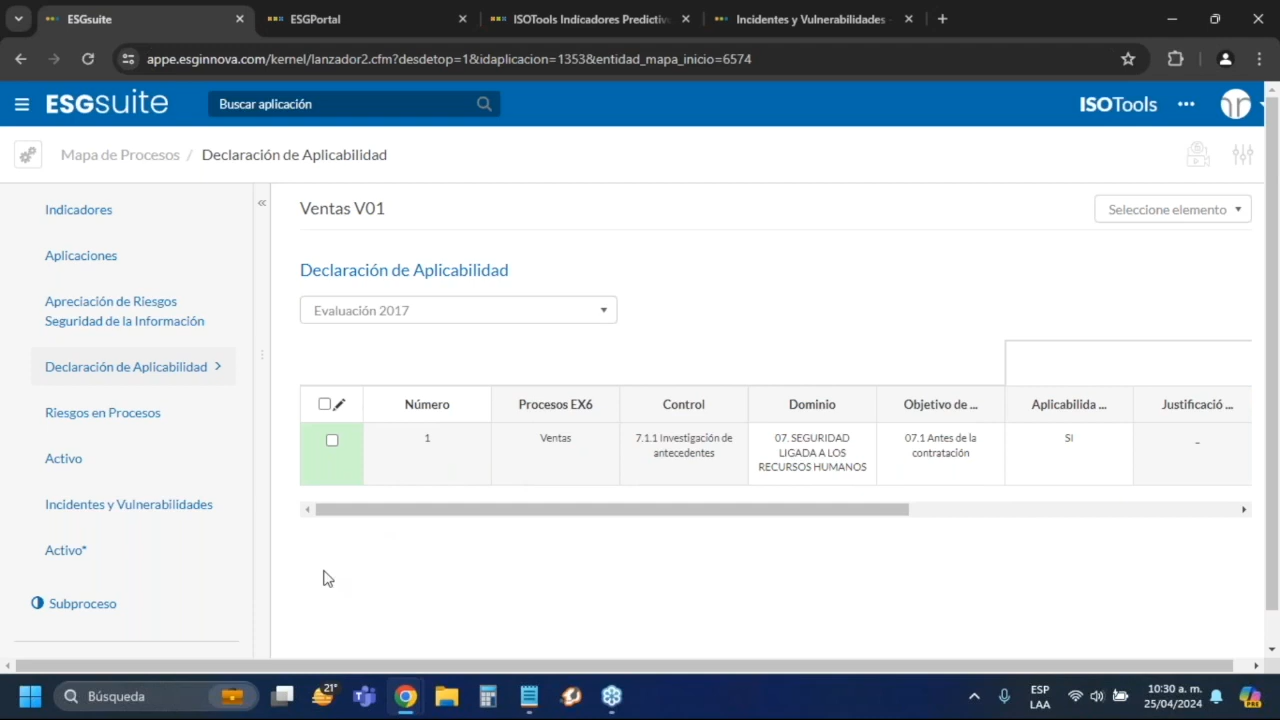 ESGsuite
ESGPortal
ISOTools Indicadores Predictiv
Incidentes y Vulnerabilidades
appe.esginnova.com/kernel/lanzador2.cfm?desdetop=1&idaplicacion=1353&entidad_mapa_inicio=6574
ESGsuite
Buscar aplicación
ISOTools
Mapa de Procesos / Declaración de Aplicabilidad
Indicadores
Aplicaciones
Apreciación de Riesgos
Seguridad de la Información
Declaración de Aplicabilidad
Riesgos en Procesos
Activo
Incidentes y Vulnerabilidades
Activo*
Subproceso
Ventas V01
Seleccione elemento
Declaración de Aplicabilidad
Evaluación 2017
Número Procesos EX6 Control Dominio Objetivo de ... Aplicabilida ... Justificació ...
1 Ventas 7.1.1 Investigación de antecedentes 07. SEGURIDAD LIGADA A LOS RECURSOS HUMANOS 07.1 Antes de la contratación SI -
Búsqueda
21°
ESP
LAA
10:30 a. m.
25/04/2024
PRE